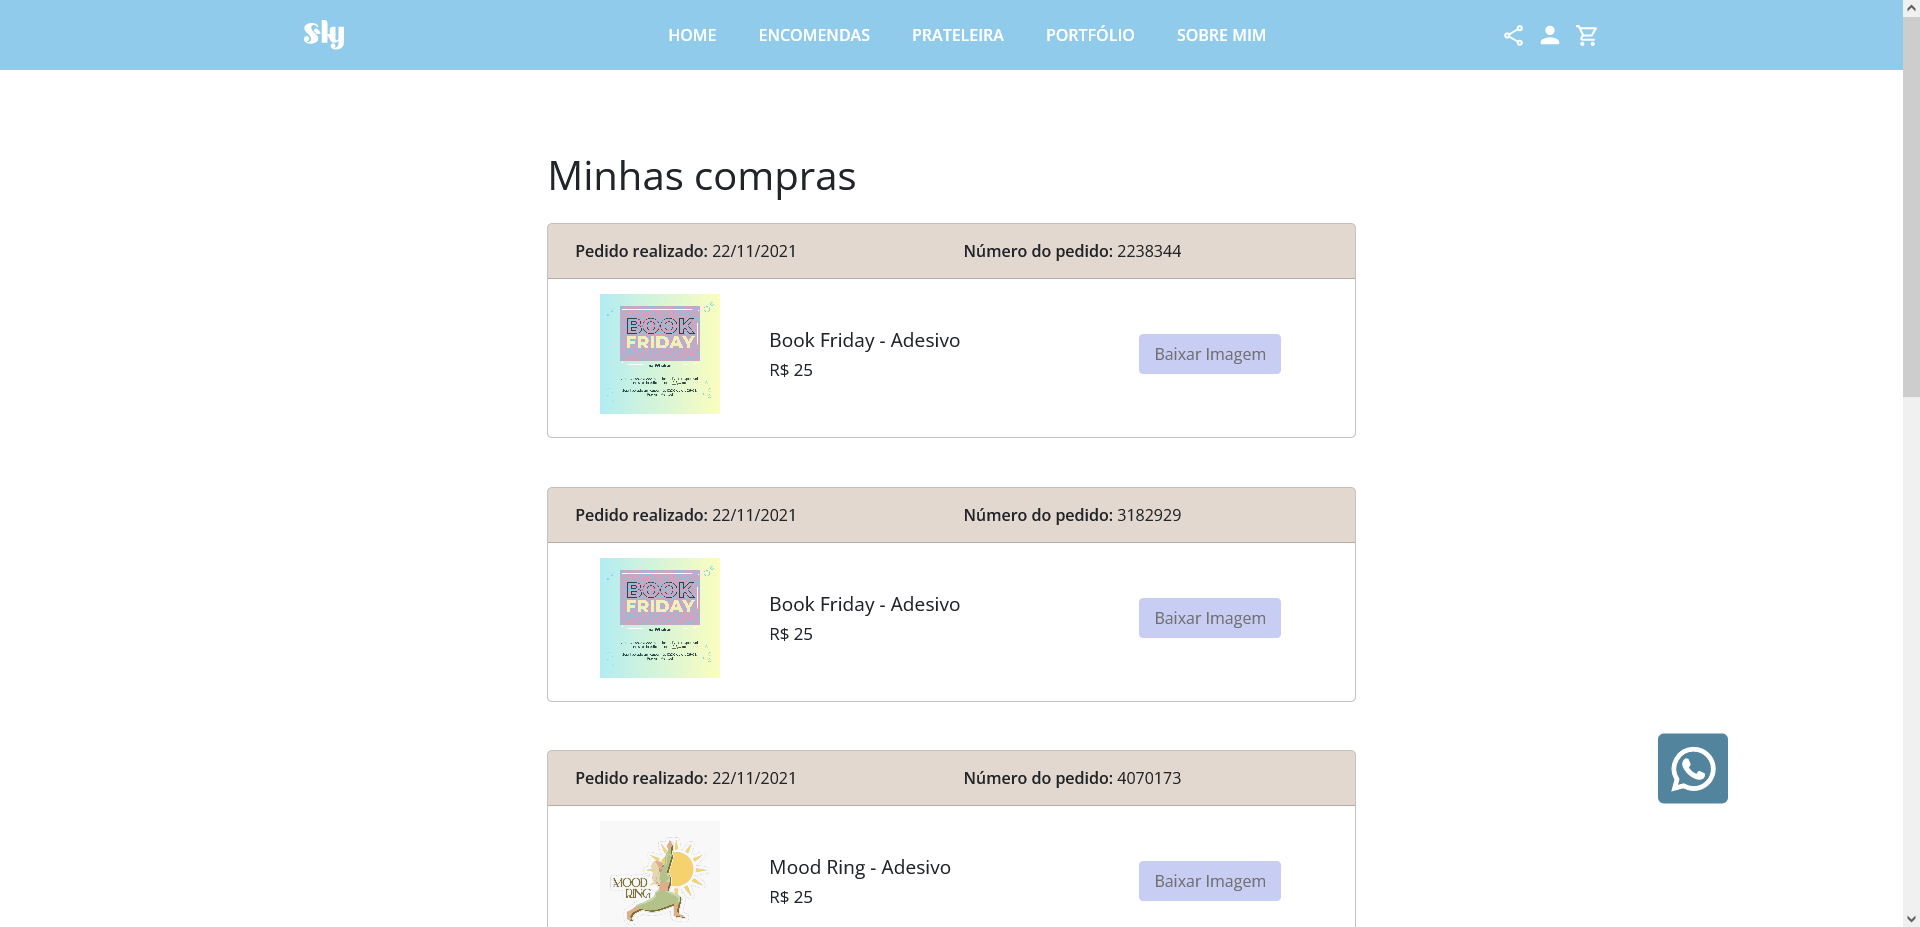 Sly
HOME ENCOMENDAS PRATELEIRA PORTFÓLIO SOBRE MIM
Minhas compras
Pedido realizado: 22/11/2021 Número do pedido: 2238344
BOOK
FRIDAY
Book Friday - Adesivo
R$ 25
Baixar Imagem
Pedido realizado: 22/11/2021 Número do pedido: 3182929
BOOK
FRIDAY
Book Friday - Adesivo
R$ 25
Baixar Imagem
Pedido realizado: 22/11/2021 Número do pedido: 4070173
MOOD
RING
Mood Ring - Adesivo
R$ 25
Baixar Imagem